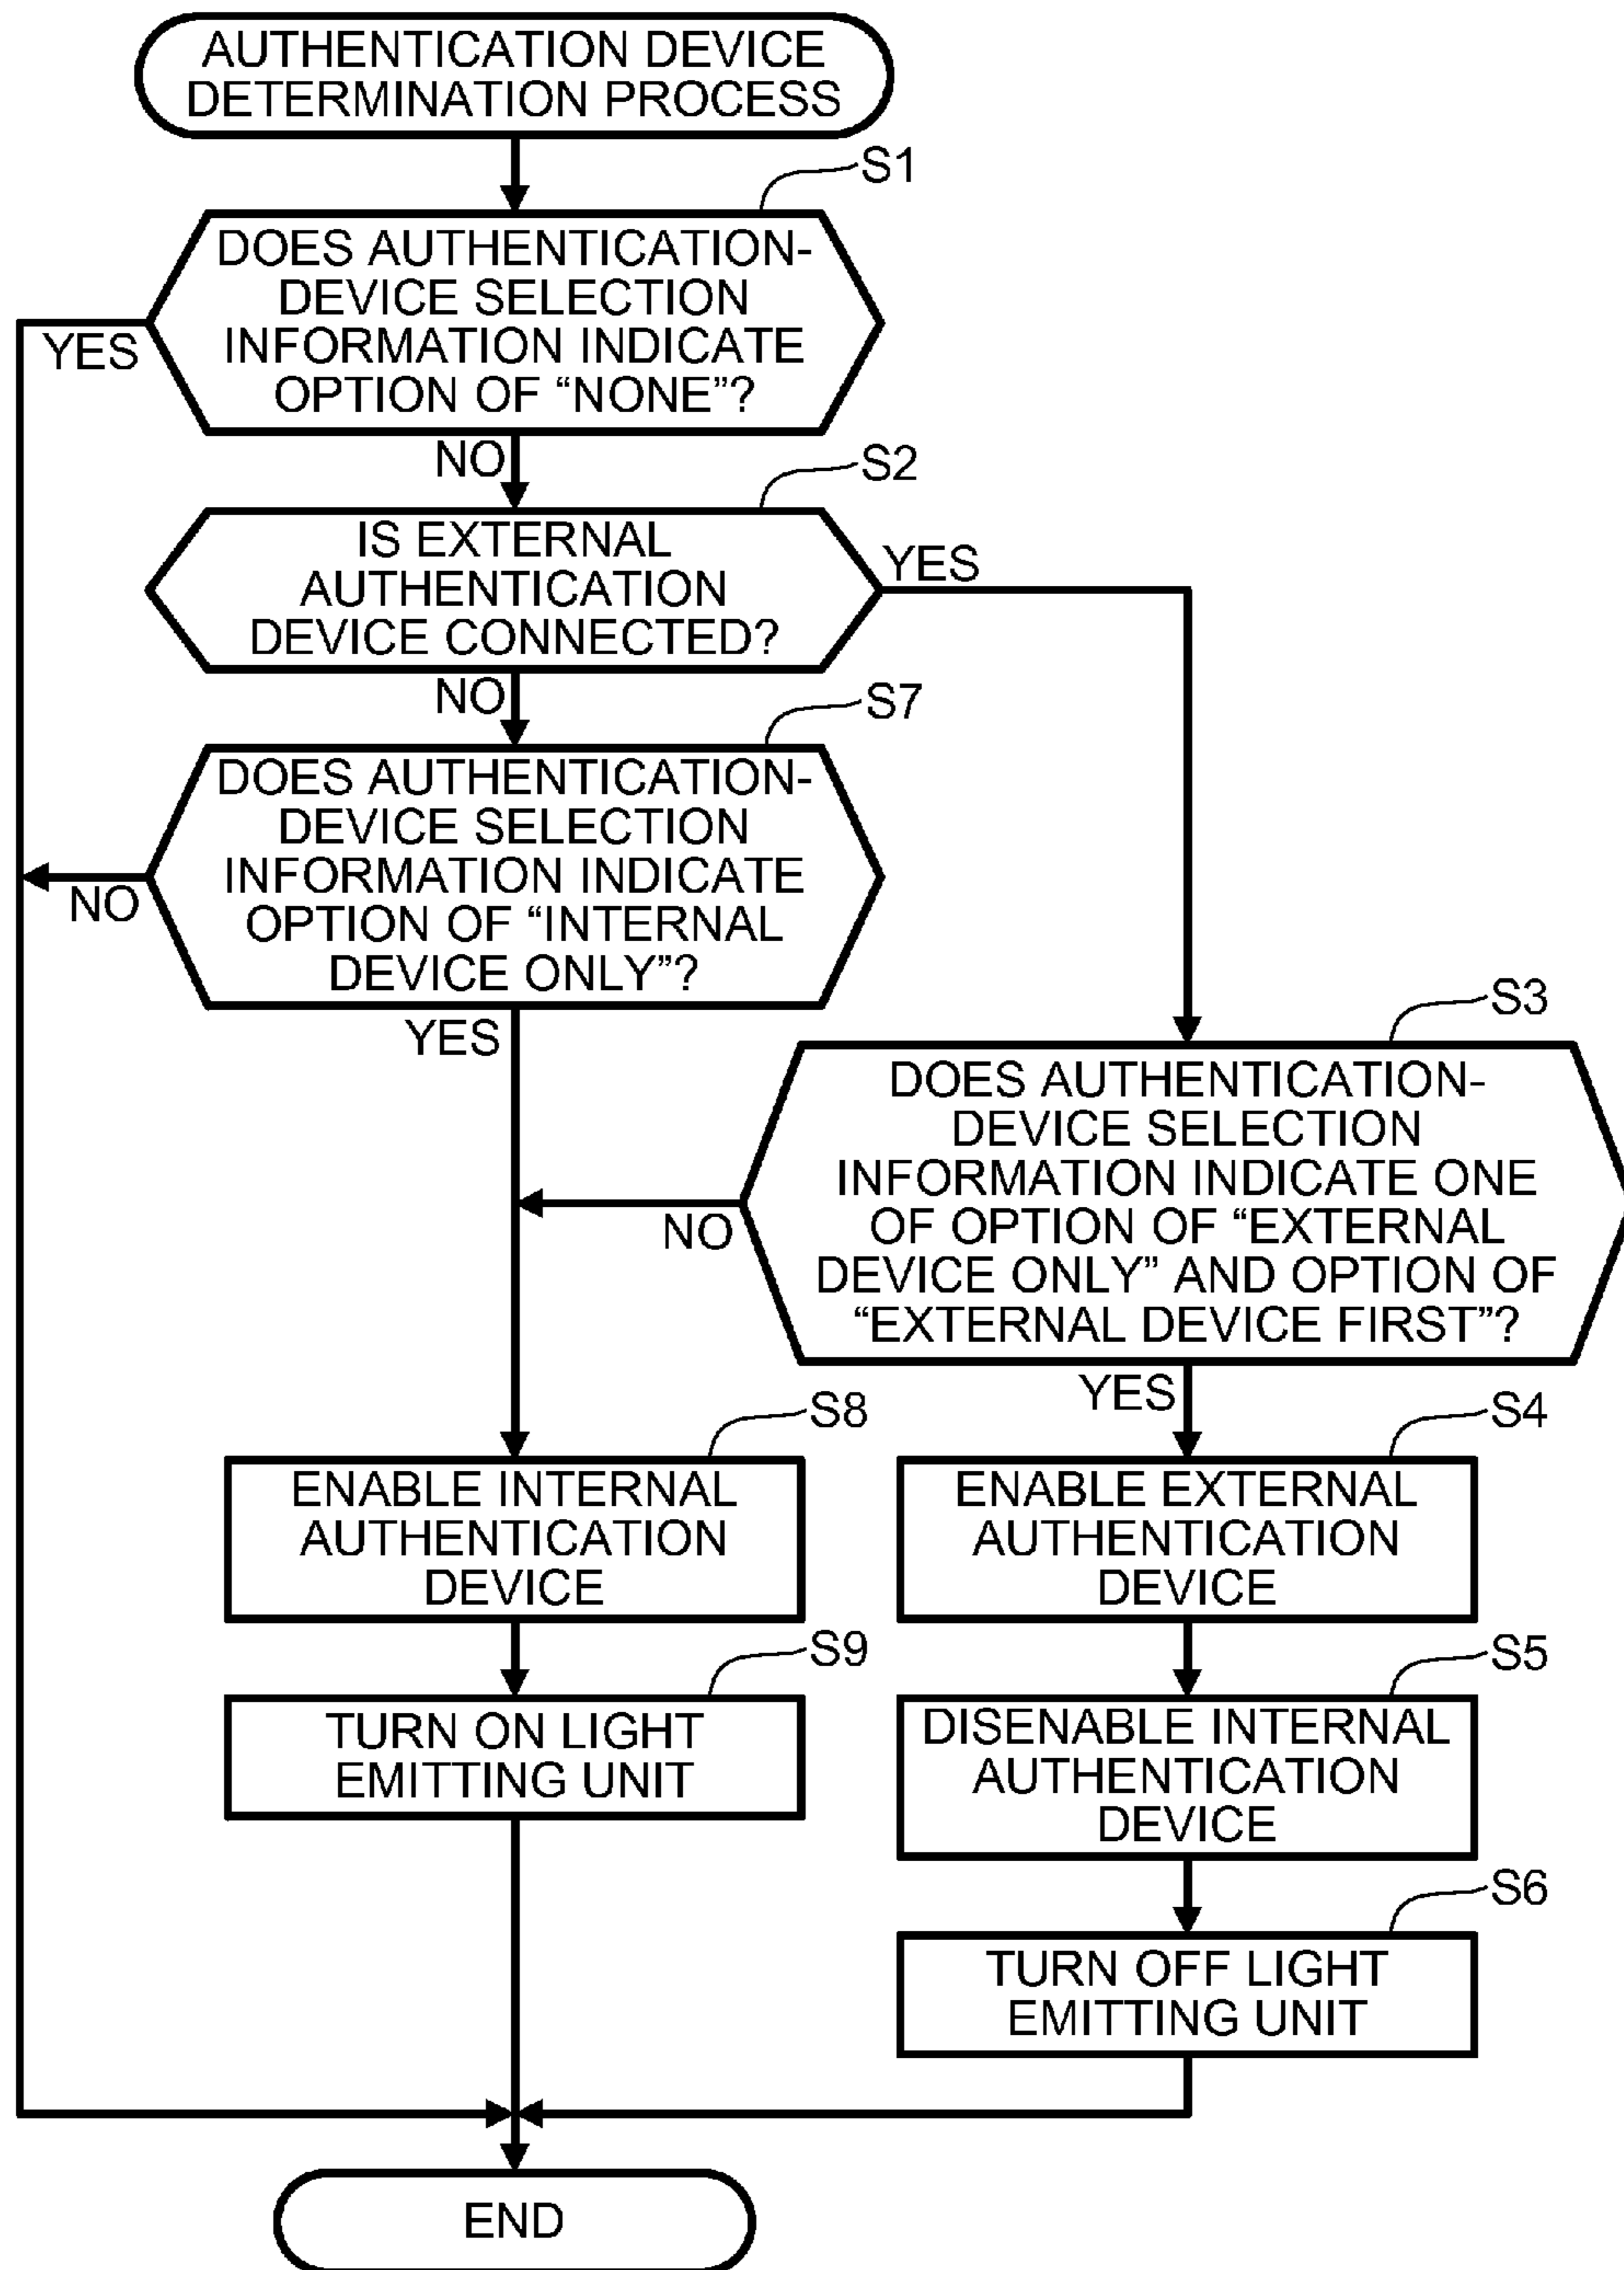 AUTHENTICATION DEVICE
DETERMINATION PROCESS
S1
DOES AUTHENTICATION-
DEVICE SELECTION
INFORMATION INDICATE
OPTION OF “NONE”?
YES
NO
S2
IS EXTERNAL
AUTHENTICATION
DEVICE CONNECTED?
YES
NO
S7
DOES AUTHENTICATION-
DEVICE SELECTION
INFORMATION INDICATE
OPTION OF “INTERNAL
DEVICE ONLY”?
NO
YES
S3
DOES AUTHENTICATION-
DEVICE SELECTION
INFORMATION INDICATE ONE
OF OPTION OF “EXTERNAL
DEVICE ONLY” AND OPTION OF
“EXTERNAL DEVICE FIRST”?
NO
YES
S8
ENABLE INTERNAL
AUTHENTICATION
DEVICE
S4
ENABLE EXTERNAL
AUTHENTICATION
DEVICE
S9
TURN ON LIGHT
EMITTING UNIT
S5
DISENABLE INTERNAL
AUTHENTICATION
DEVICE
S6
TURN OFF LIGHT
EMITTING UNIT
END